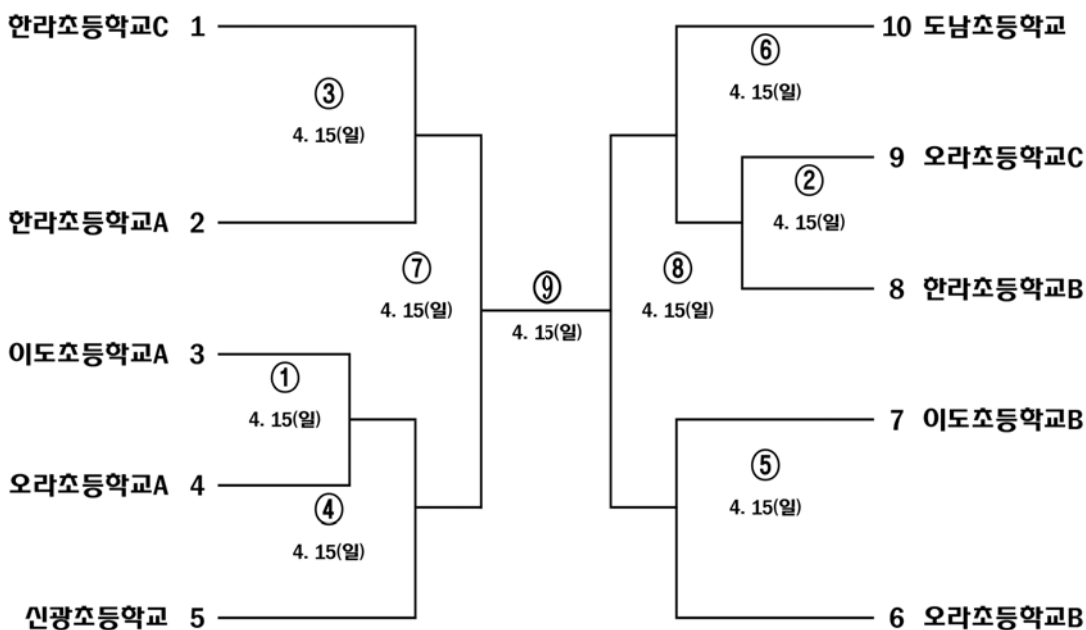 한라초등학교C 1
③
4. 15(일)
한라초등학교A 2
⑦
4. 15(일)
이도초등학교A 3
①
4. 15(일)
오라초등학교A 4
④
4. 15(일)
신광초등학교 5
⑨
4. 15(일)
10 도남초등학교
⑥
4. 15(일)
9 오라초등학교C
②
4. 15(일)
⑧
4. 15(일)
8 한라초등학교B
7 이도초등학교B
⑤
4. 15(일)
6 오라초등학교B